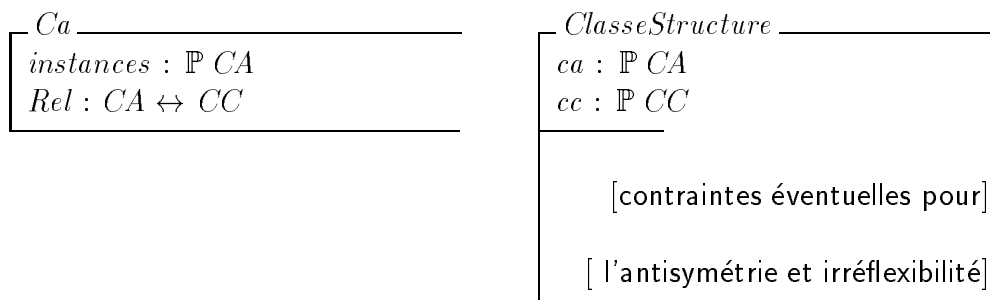 Ca
instances : ℙ CA
Rel : CA ↔ CC
ClasseStructure
ca : ℙ CA
cc : ℙ CC
[contraintes éventuelles pour]
[ l'antisymétrie et irréflexibilité]